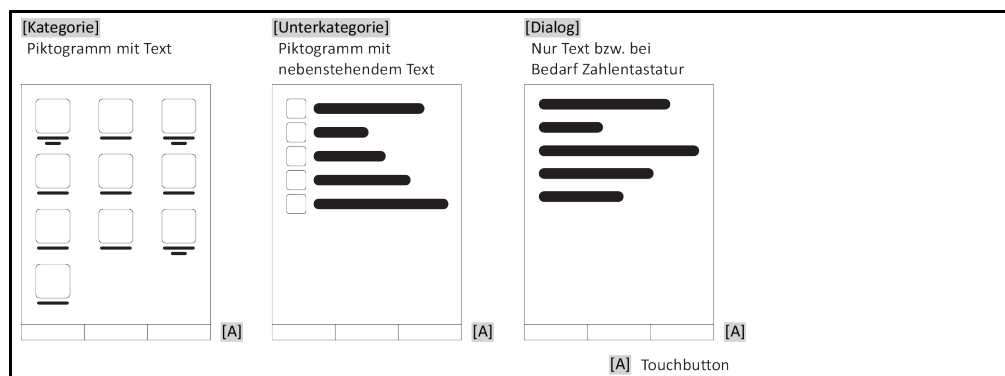 [Kategorie]
Piktogramm mit Text
[Unterkategorie]
Piktogramm mit
nebenstehendem Text
[Dialog]
Nur Text bzw. bei
Bedarf Zahlentastatur
[A]
[A]
[A]
[A] Touchbutton